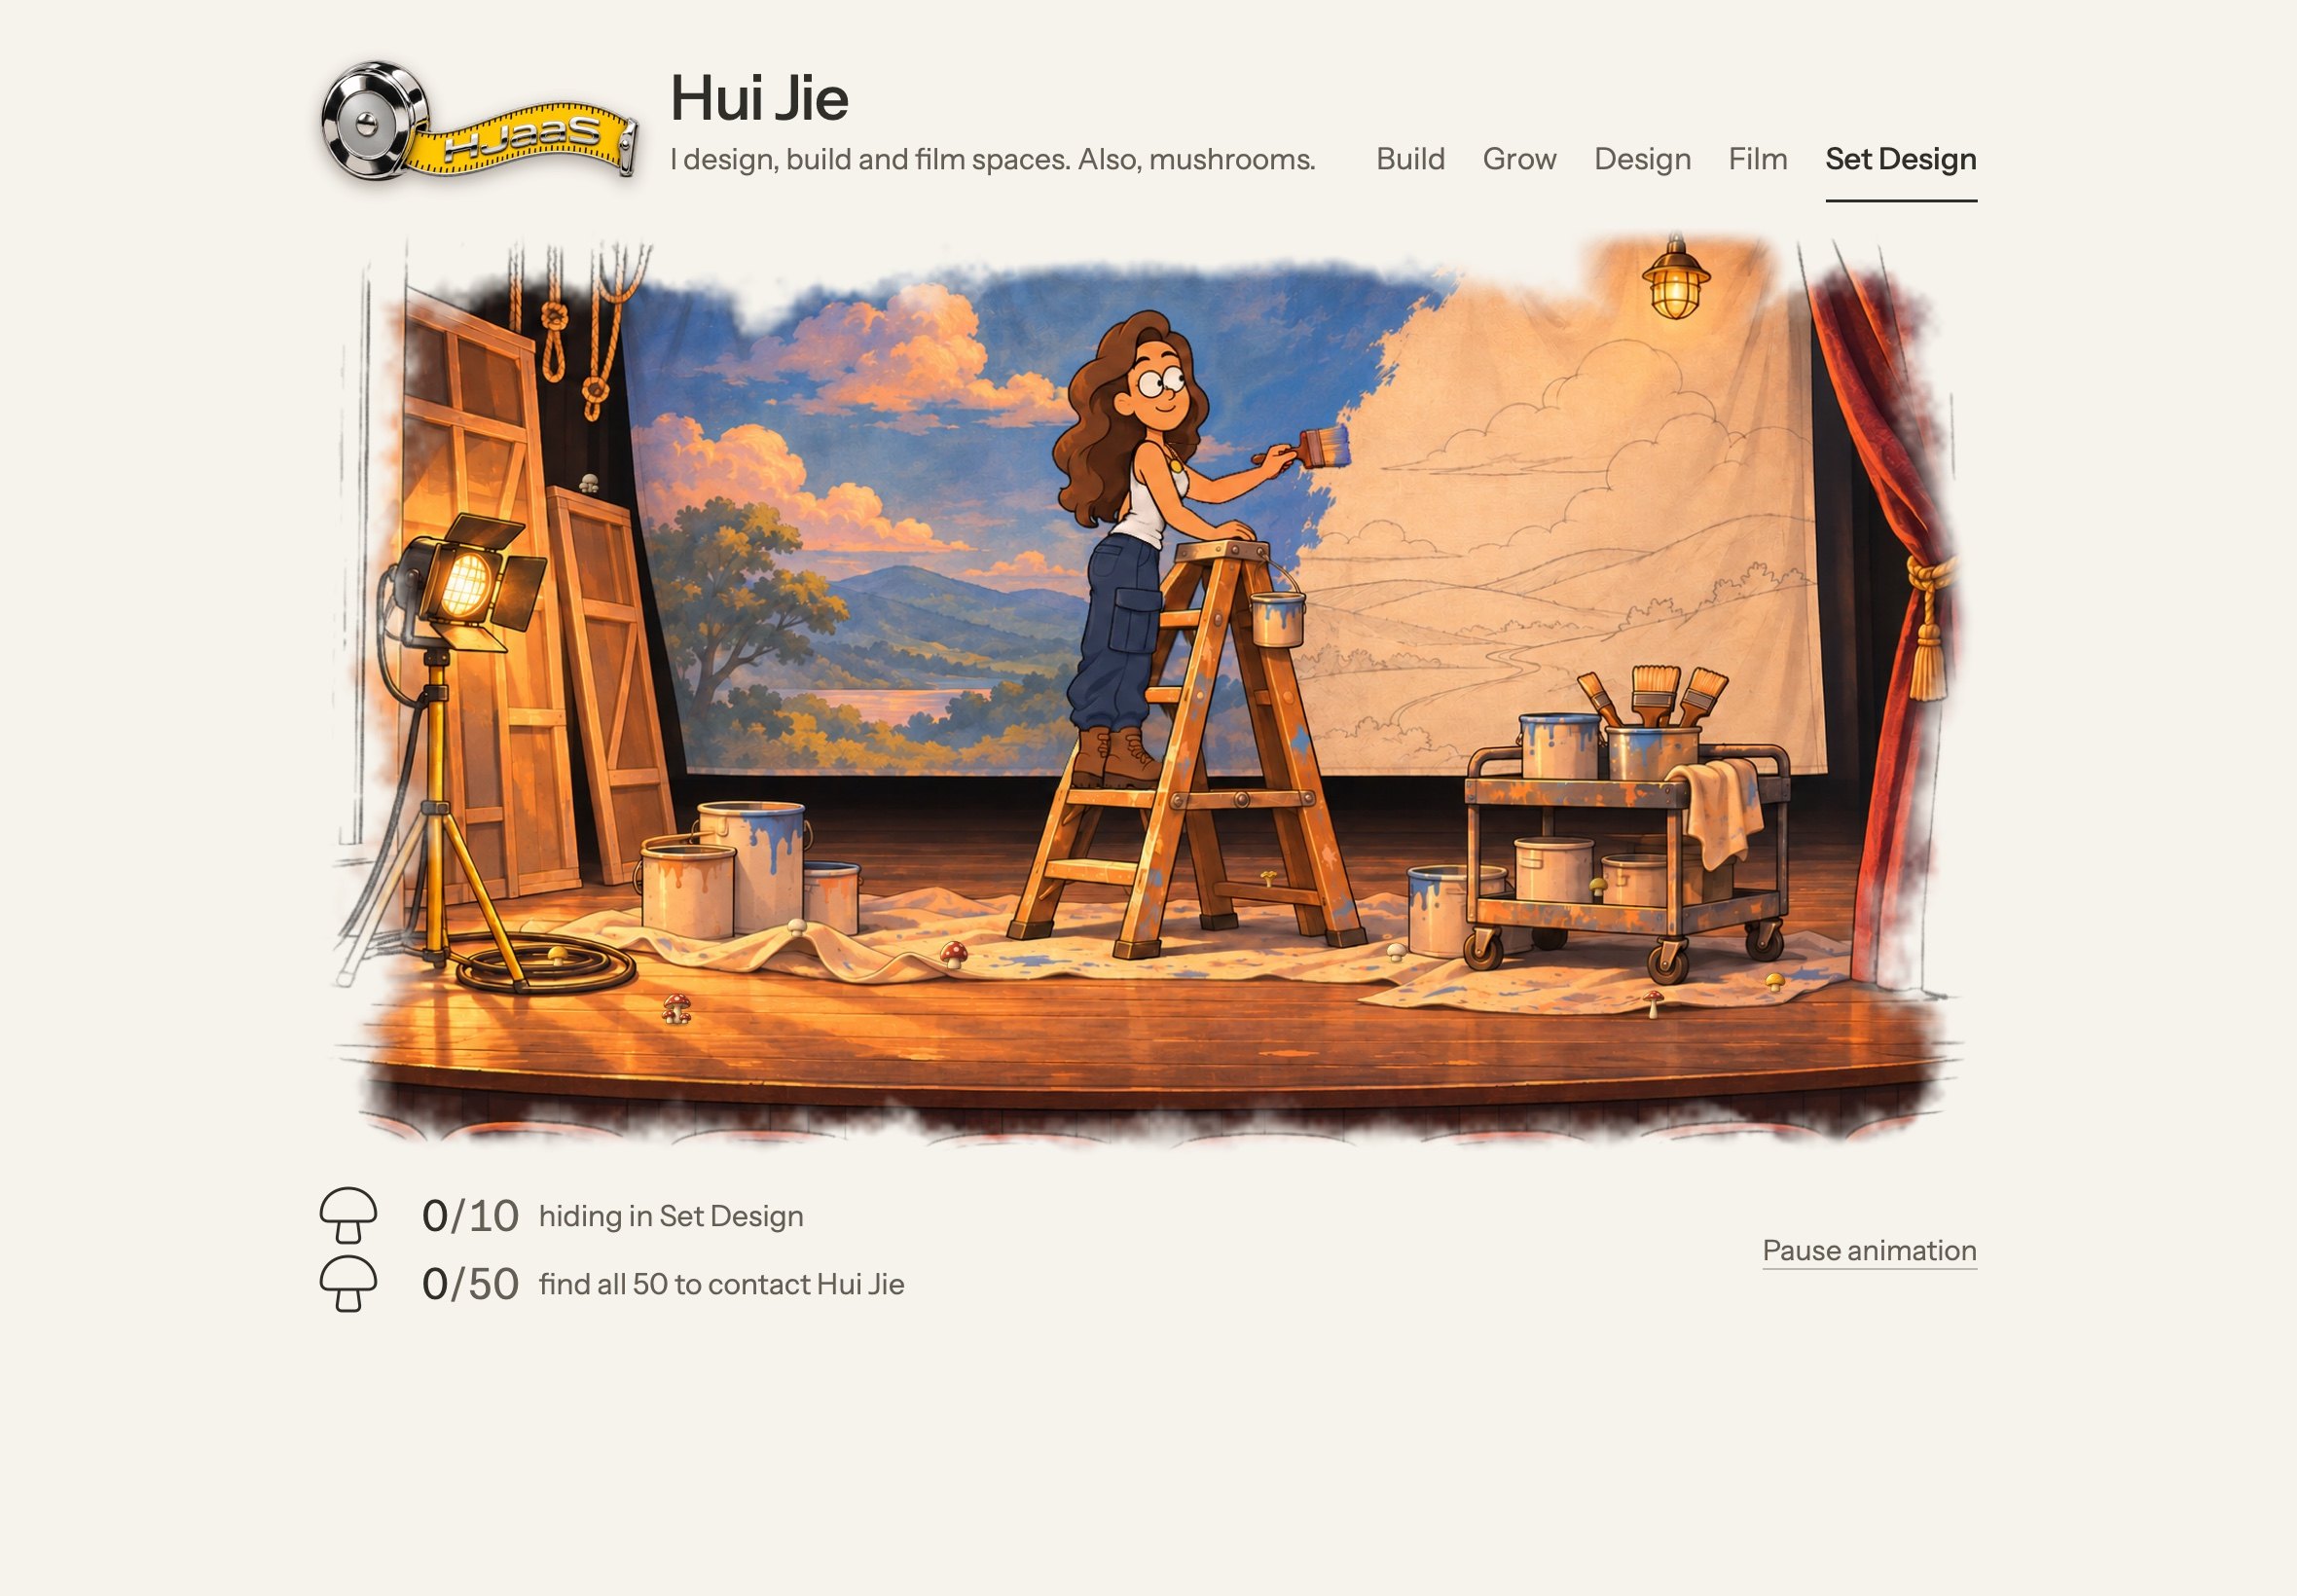 HJaaS
Hui Jie
I design, build and film spaces. Also, mushrooms.
Build Grow Design Film Set Design
0/10 hiding in Set Design
0/50 find all 50 to contact Hui Jie
Pause animation